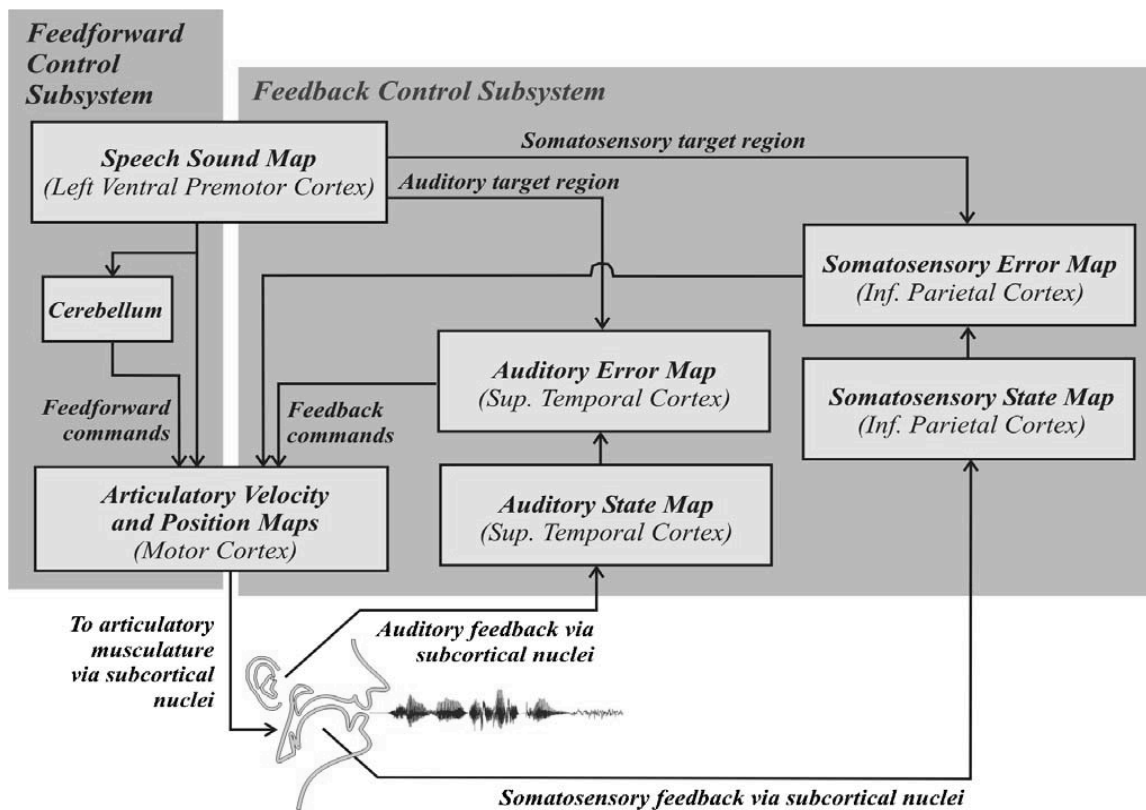 Feedforward
Control
Subsystem
Feedback Control Subsystem
Speech Sound Map
(Left Ventral Premotor Cortex)
Somatosensory target region
Auditory target region
Cerebellum
Somatosensory Error Map
(Inf. Parietal Cortex)
Auditory Error Map
(Sup. Temporal Cortex)
Somatosensory State Map
(Inf. Parietal Cortex)
Feedforward
commands
Feedback
commands
Articulatory Velocity
and Position Maps
(Motor Cortex)
Auditory State Map
(Sup. Temporal Cortex)
To articulatory
musculature
via subcortical
nuclei
Auditory feedback via
subcortical nuclei
Somatosensory feedback via subcortical nuclei